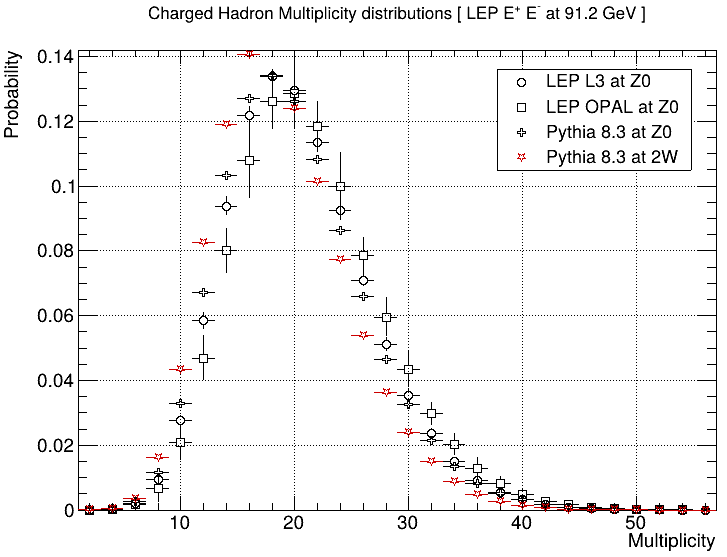 Charged Hadron Multiplicity distributions [ LEP E⁺ E⁻ at 91.2 GeV ]
Probability
0.14
0.12
0.1
0.08
0.06
0.04
0.02
0
LEP L3 at Z0
LEP OPAL at Z0
Pythia 8.3 at Z0
Pythia 8.3 at 2W
10 20 30 40 50
Multiplicity